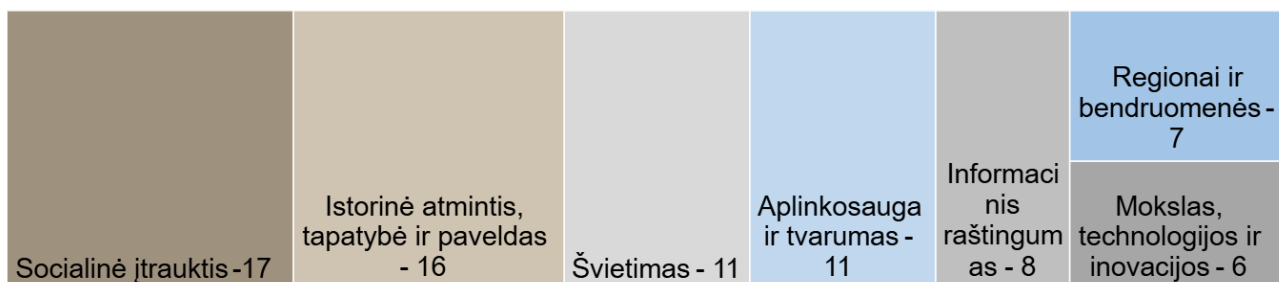 Socialinė įtrauktis -17
Istorinė atmintis,
tapatybė ir paveldas
- 16
Švietimas - 11
Aplinkosauga
ir tvarumas -
11
Informaci
nis
raštingum
as - 8
Regionai ir
bendruomenės -
7
Mokslas,
technologijos ir
inovacijos - 6